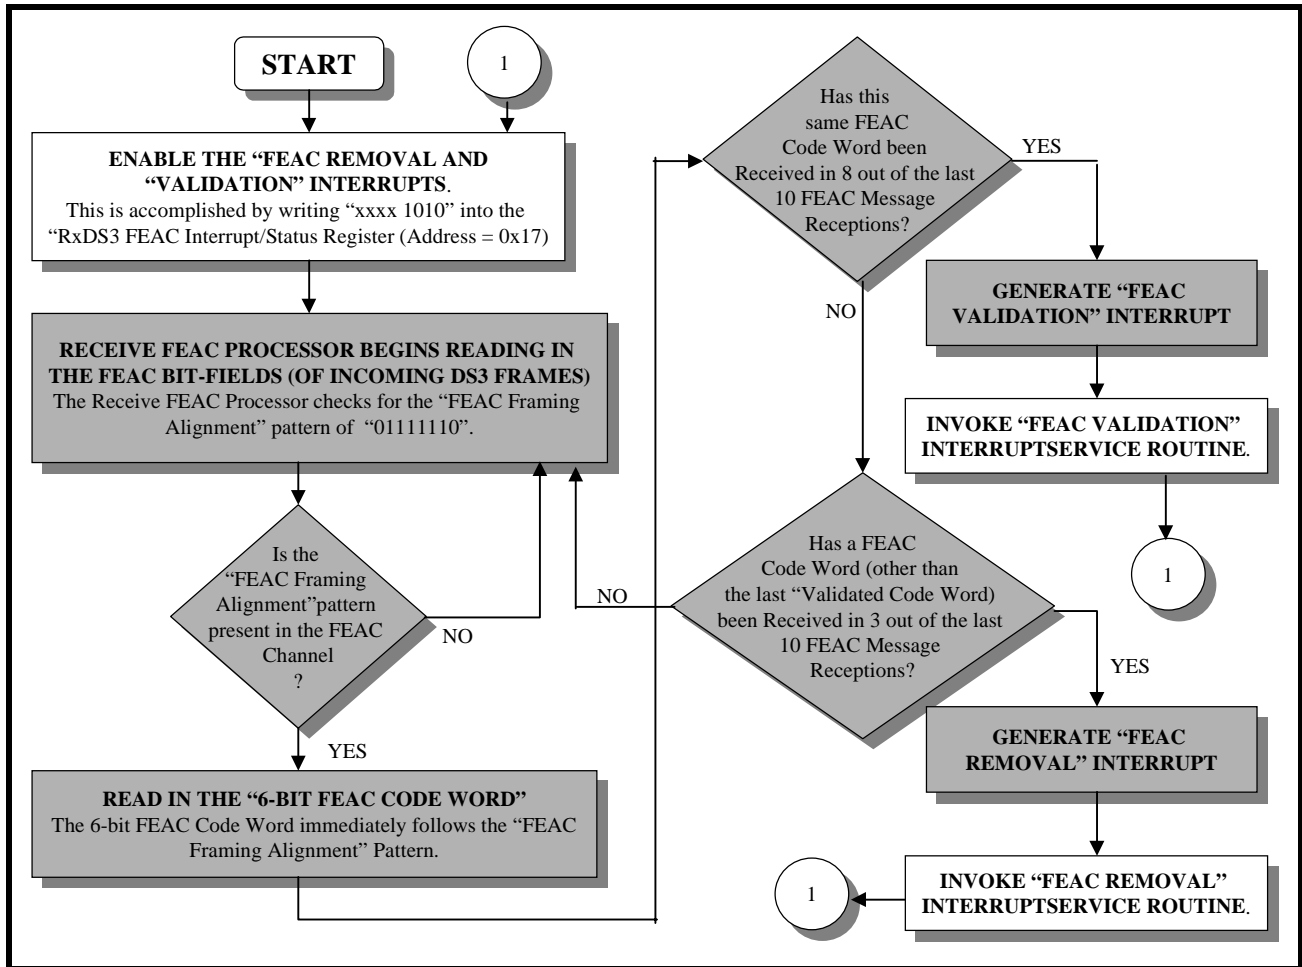 START
1
ENABLE THE “FEAC REMOVAL AND
“VALIDATION” INTERRUPTS.
This is accomplished by writing “xxxx 1010” into the
“RxDS3 FEAC Interrupt/Status Register (Address = 0x17)
RECEIVE FEAC PROCESSOR BEGINS READING IN
THE FEAC BIT-FIELDS (OF INCOMING DS3 FRAMES)
The Receive FEAC Processor checks for the “FEAC Framing
Alignment” pattern of “01111110”.
Is the
“FEAC Framing
Alignment”pattern
present in the FEAC
Channel
?
NO
YES
READ IN THE “6-BIT FEAC CODE WORD”
The 6-bit FEAC Code Word immediately follows the “FEAC
Framing Alignment” Pattern.
Has this
same FEAC
Code Word been
Received in 8 out of the last
10 FEAC Message
Receptions?
YES
NO
GENERATE “FEAC
VALIDATION” INTERRUPT
INVOKE “FEAC VALIDATION”
INTERRUPTSERVICE ROUTINE.
1
Has a FEAC
Code Word (other than
the last “Validated Code Word)
been Received in 3 out of the last
10 FEAC Message
Receptions?
NO
YES
GENERATE “FEAC
REMOVAL” INTERRUPT
INVOKE “FEAC REMOVAL”
INTERRUPTSERVICE ROUTINE.
1